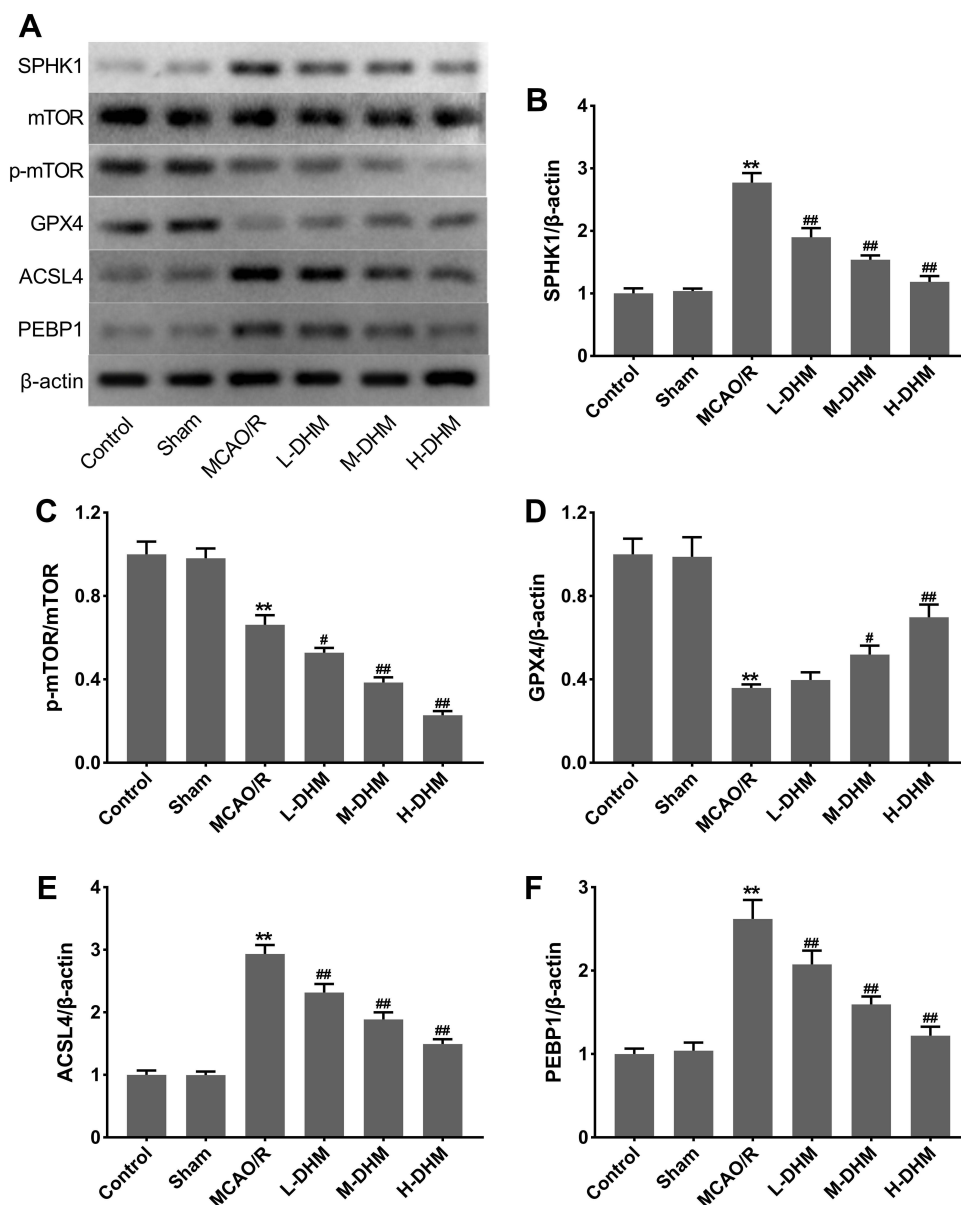 A
SPHK1
mTOR
p-mTOR
GPX4
ACSL4
PEBP1
β-actin
Control
Sham
MCAO/R
L-DHM
M-DHM
H-DHM
B
SPHK1/β-actin
4
3
2
1
0
**
##
##
##
Control
Sham
MCAO/R
L-DHM
M-DHM
H-DHM
C
p-mTOR/mTOR
1.2
0.8
0.4
0.0
**
#
##
##
Control
Sham
MCAO/R
L-DHM
M-DHM
H-DHM
D
GPX4/β-actin
1.2
0.8
0.4
0.0
**
#
##
Control
Sham
MCAO/R
L-DHM
M-DHM
H-DHM
E
ACSL4/β-actin
4
3
2
1
0
**
##
##
##
Control
Sham
MCAO/R
L-DHM
M-DHM
H-DHM
F
PEBP1/β-actin
3
2
1
0
**
##
##
##
Control
Sham
MCAO/R
L-DHM
M-DHM
H-DHM